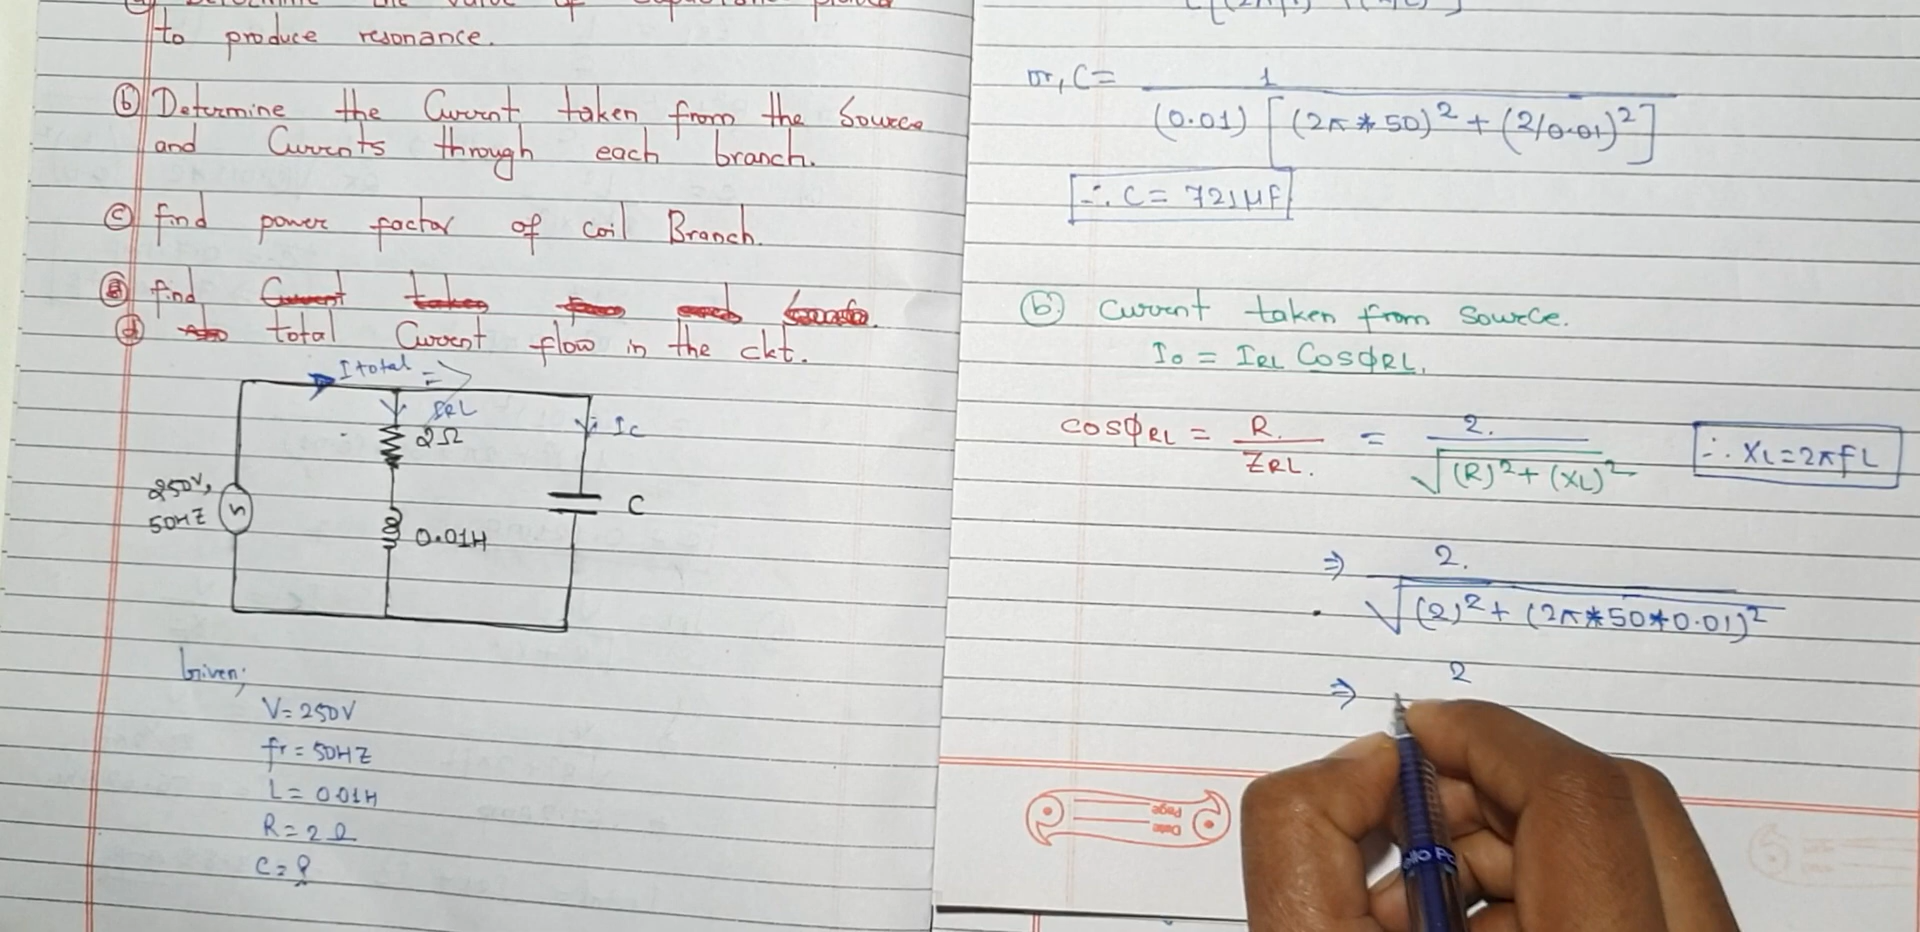 to produce resonance.
(b) Determine the Current taken from the Source
and Currents through each branch.
(c) find power factor of coil Branch.
find
(d) total Current flow in the ckt.
I total =>
IRL
Ic
2Ω
250V,
50HZ
C
0.01H
Given;
V=250V
fr = 50HZ
L = 0.01H
R = 2Ω
C = ?
or, C = 1 / (0.01) [(2π * 50)² + (2/0.01)²]
∴ C = 721μF
(b) Current taken from Source.
Io = IRL CosφRL.
cosφRL = R / ZRL. = 2. / √(R)² + (XL)²
∴ XL = 2πfL
⇒ 2. / √(2)² + (2π*50*0.01)²
⇒ 2
Page
Date